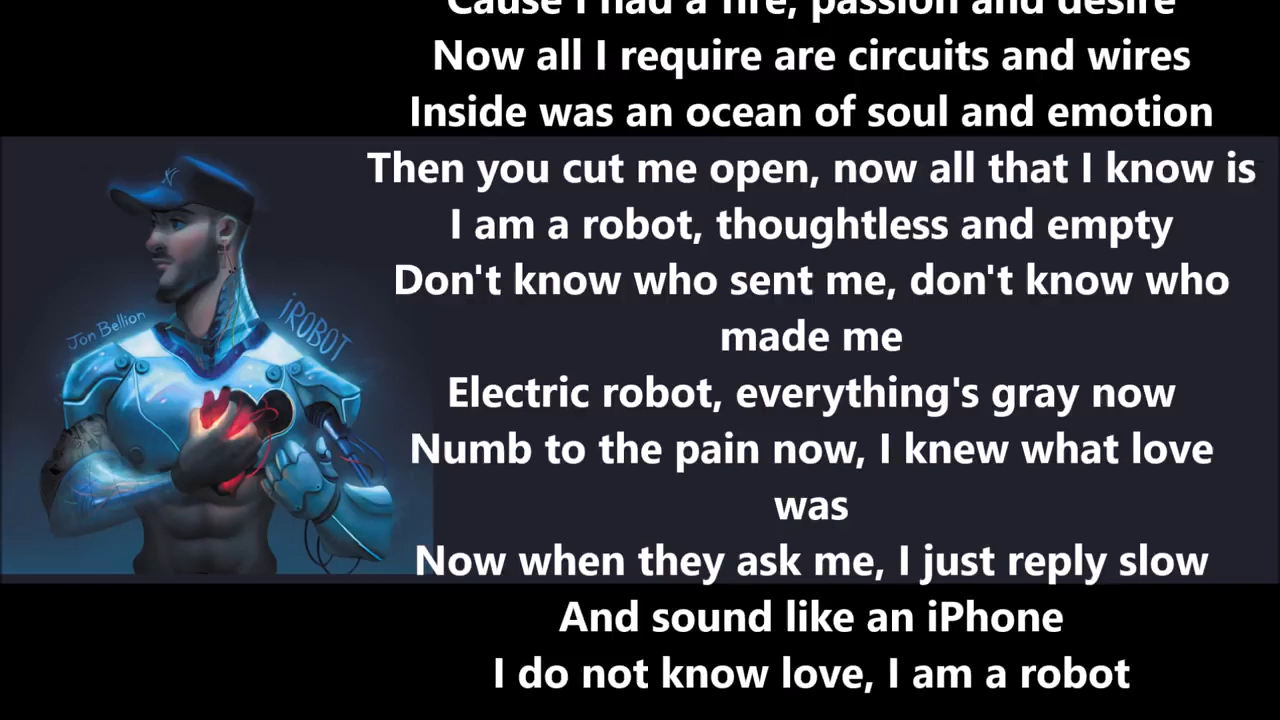 Cause I had a fire, passion and desire
Now all I require are circuits and wires
Inside was an ocean of soul and emotion
Then you cut me open, now all that I know is
I am a robot, thoughtless and empty
Don't know who sent me, don't know who
made me
Electric robot, everything's gray now
Numb to the pain now, I knew what love
was
Now when they ask me, I just reply slow
And sound like an iPhone
I do not know love, I am a robot
Jon Bellion
iROBOT